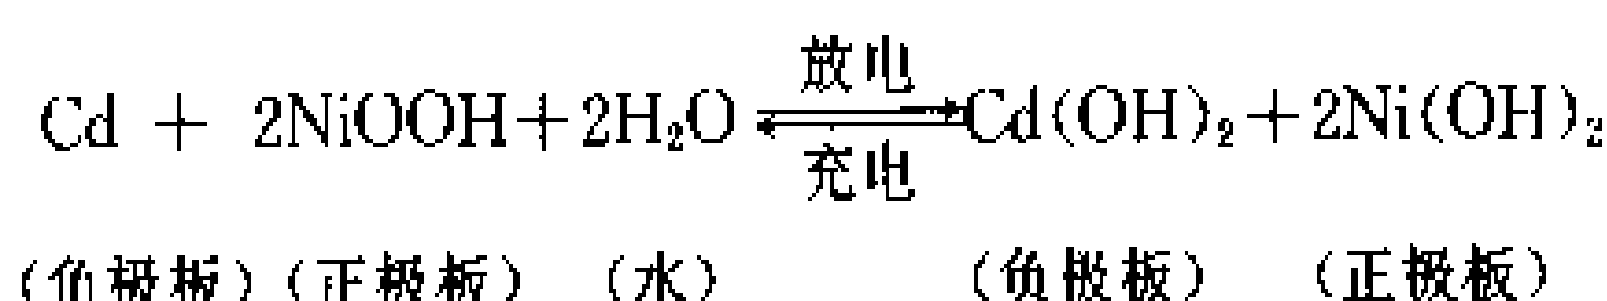 放电
Cd + 2NiOOH+2H₂O ⇌ Cd(OH)₂+2Ni(OH)₂
充电
(负极板)(正极板) (水) (负极板) (正极板)